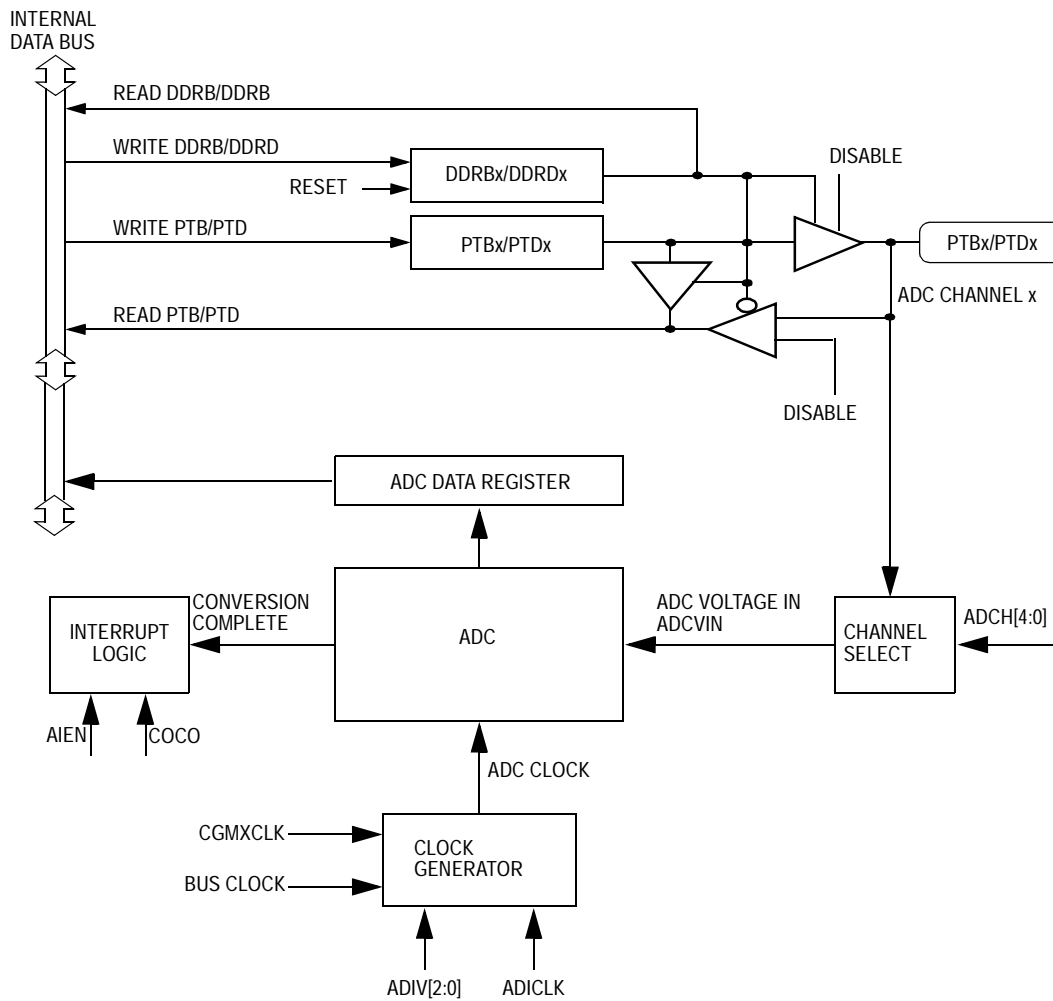 INTERNAL
DATA BUS
READ DDRB/DDRB
WRITE DDRB/DDRD
DISABLE
RESET
DDRBx/DDRDx
WRITE PTB/PTD
PTBx/PTDx
PTBx/PTDx
ADC CHANNEL x
READ PTB/PTD
DISABLE
ADC DATA REGISTER
INTERRUPT
LOGIC
CONVERSION
COMPLETE
ADC
ADC VOLTAGE IN
ADCVIN
CHANNEL
SELECT
ADCH[4:0]
AIEN
COCO
ADC CLOCK
CGMXCLK
BUS CLOCK
CLOCK
GENERATOR
ADIV[2:0]
ADICLK